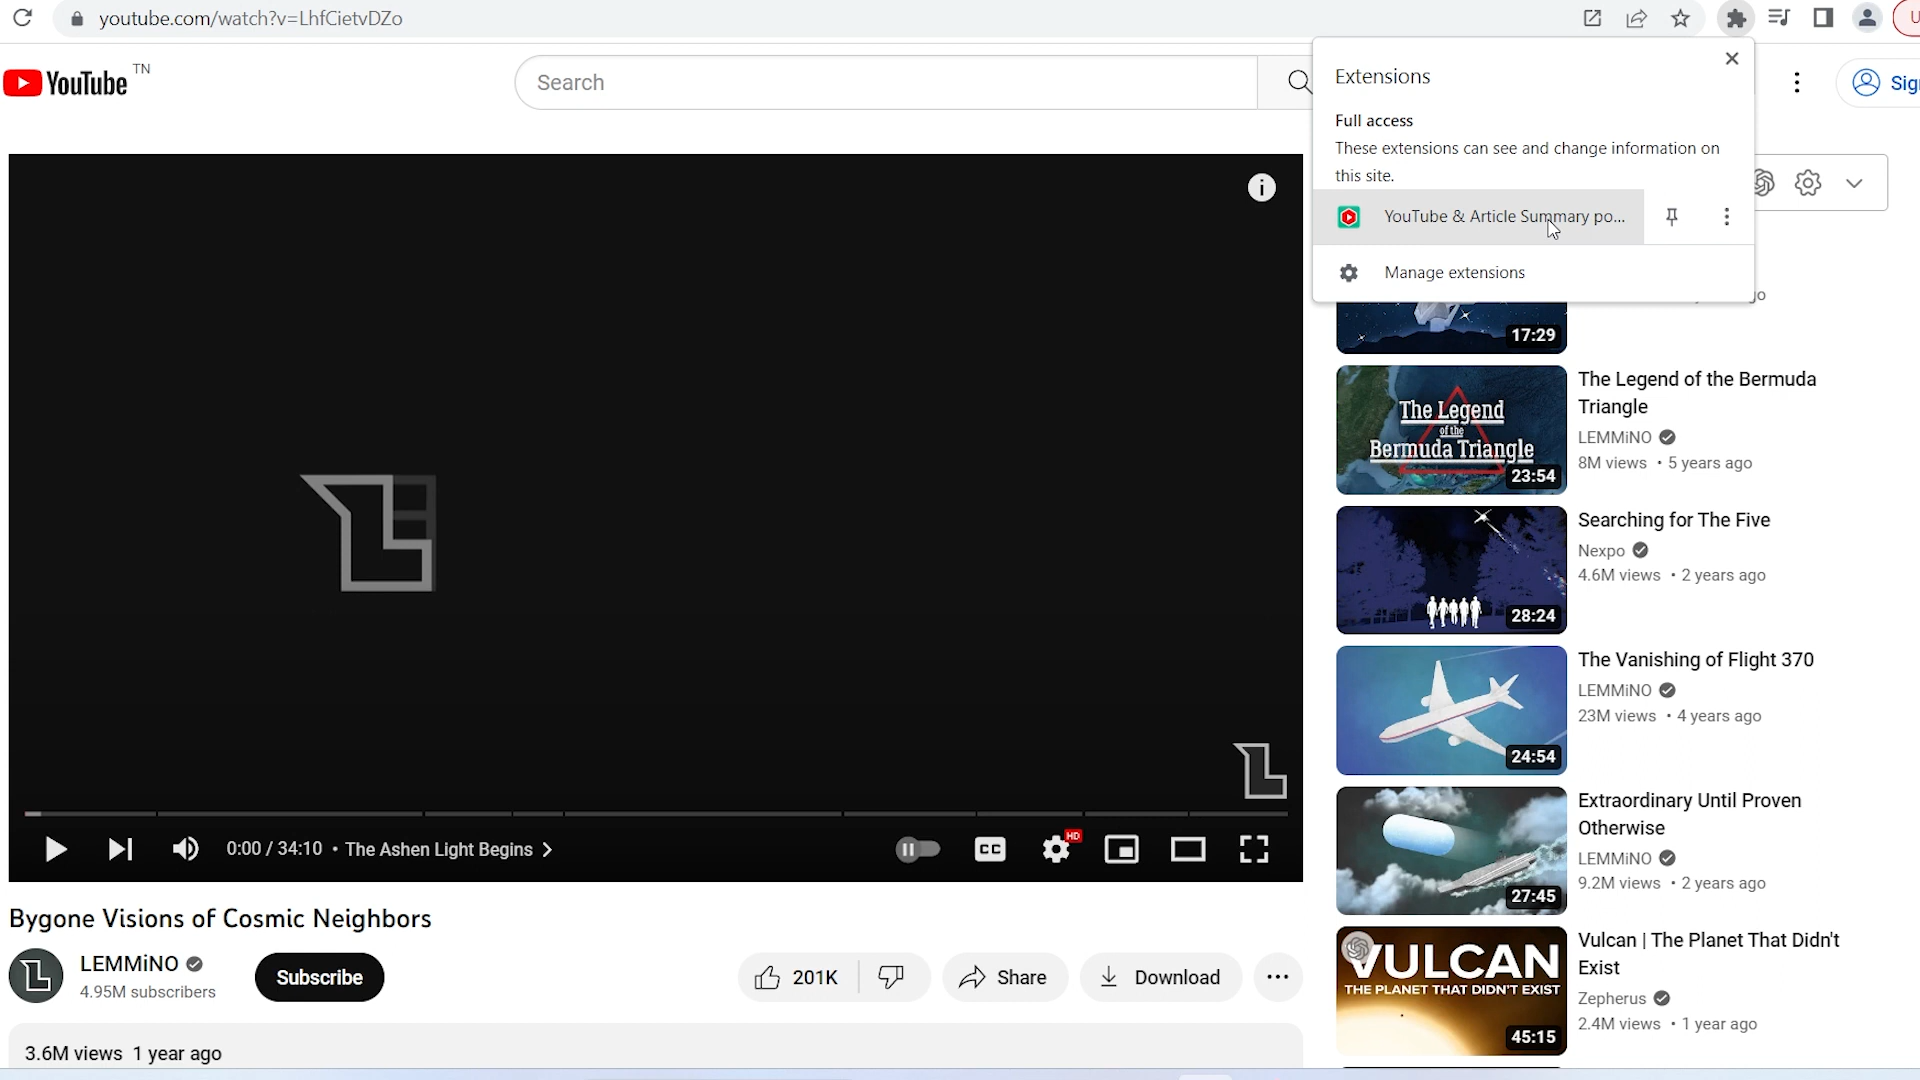 youtube.com/watch?v=LhfCietvDZo
YouTube TN
Search
Sig
Extensions
Full access
These extensions can see and change information on
this site.
YouTube & Article Summary po...
Manage extensions
17:29
The Legend
of the
Bermuda Triangle
23:54
The Legend of the Bermuda
Triangle
LEMMiNO
8M views • 5 years ago
28:24
Searching for The Five
Nexpo
4.6M views • 2 years ago
24:54
The Vanishing of Flight 370
LEMMiNO
23M views • 4 years ago
27:45
Extraordinary Until Proven
Otherwise
LEMMiNO
9.2M views • 2 years ago
VULCAN
THE PLANET THAT DIDN'T EXIST
45:15
Vulcan | The Planet That Didn't
Exist
Zepherus
2.4M views • 1 year ago
0:00 / 34:10 • The Ashen Light Begins
CC
HD
Bygone Visions of Cosmic Neighbors
LEMMiNO
4.95M subscribers
Subscribe
201K
Share
Download
3.6M views 1 year ago